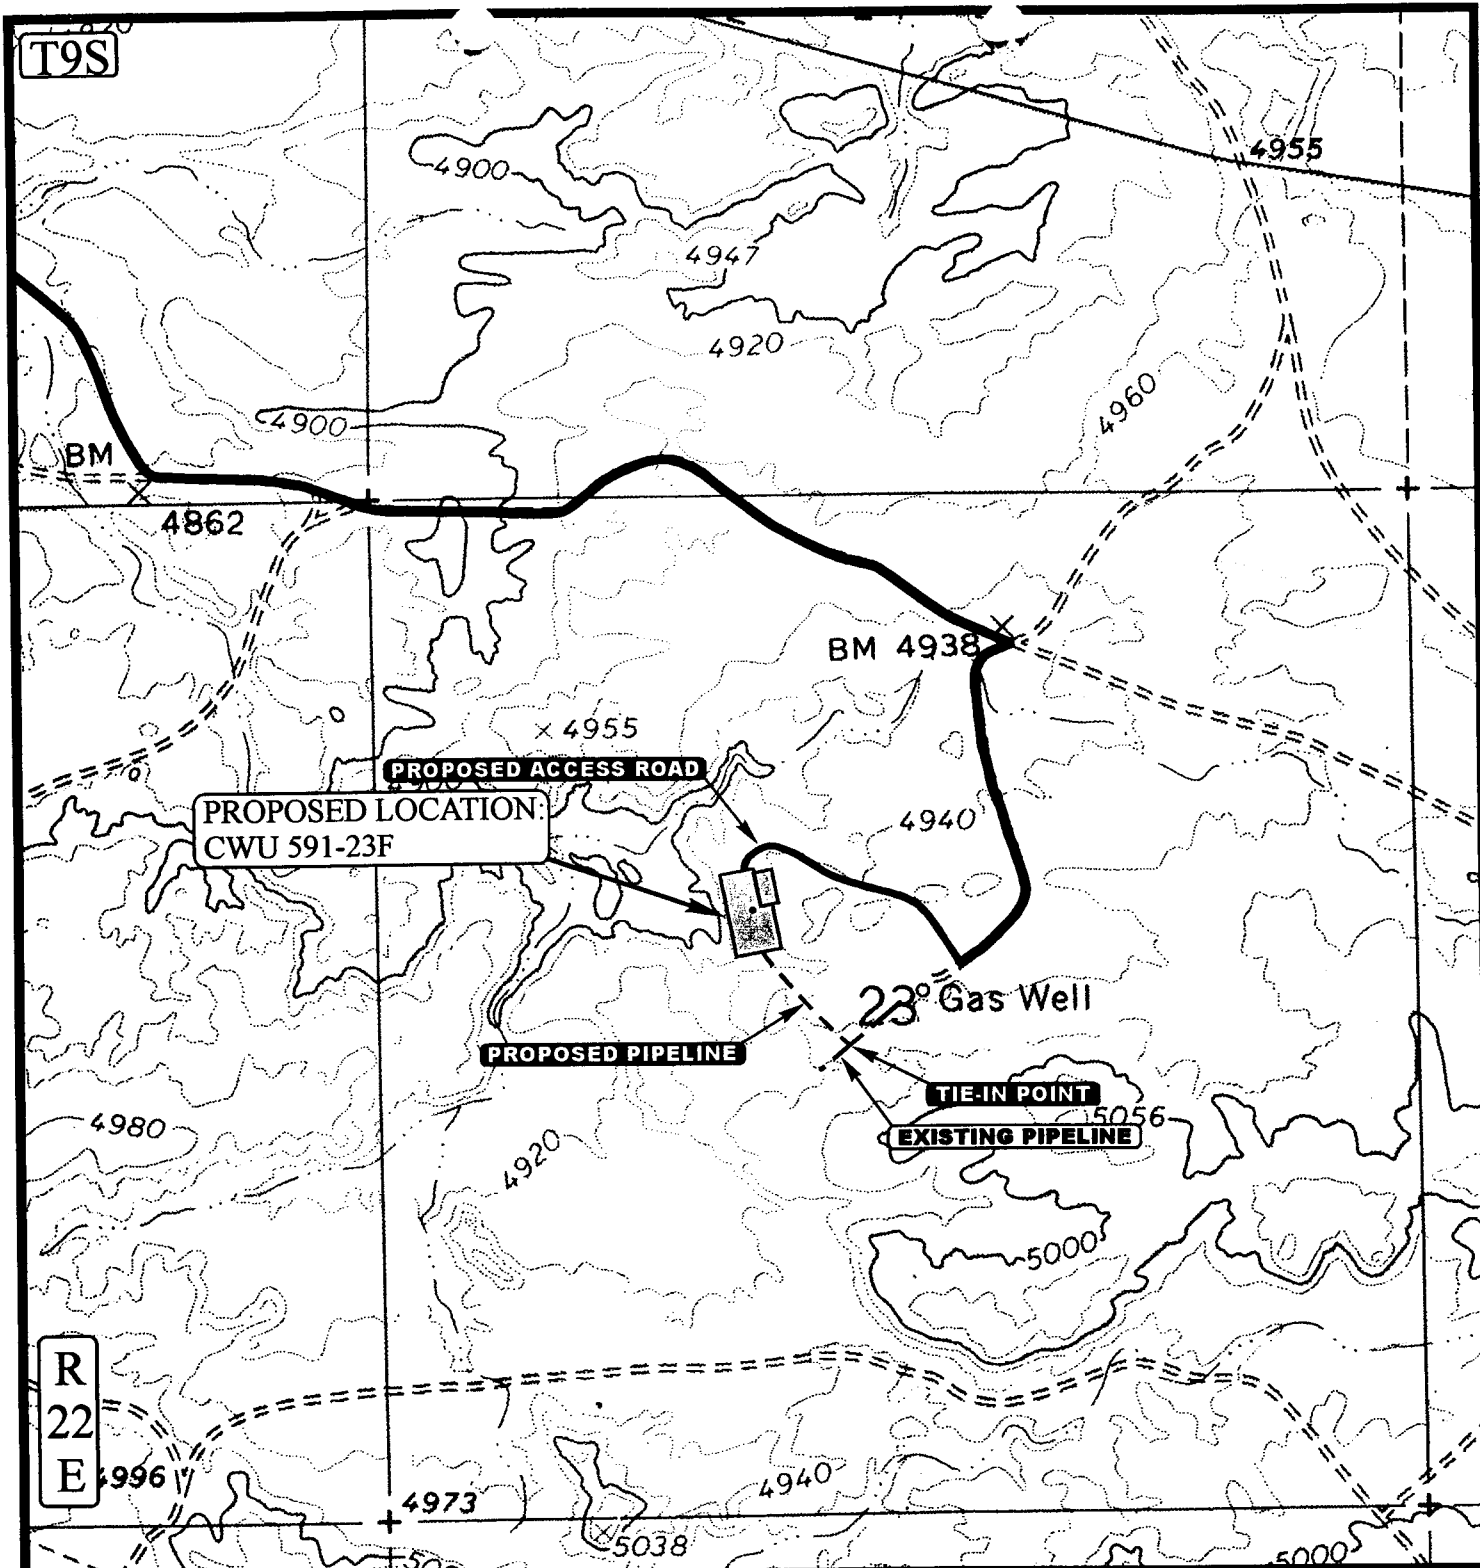 T9S
4955
4900
4947
4920
4960
4900
BM
4862
BM 4938
4955
PROPOSED ACCESS ROAD
PROPOSED LOCATION:
CWU 591-23F
4940
23 Gas Well
PROPOSED PIPELINE
TIE-IN POINT
5056
EXISTING PIPELINE
4980
4920
5000
R
22
E
4996
4973
4940
5038
5000